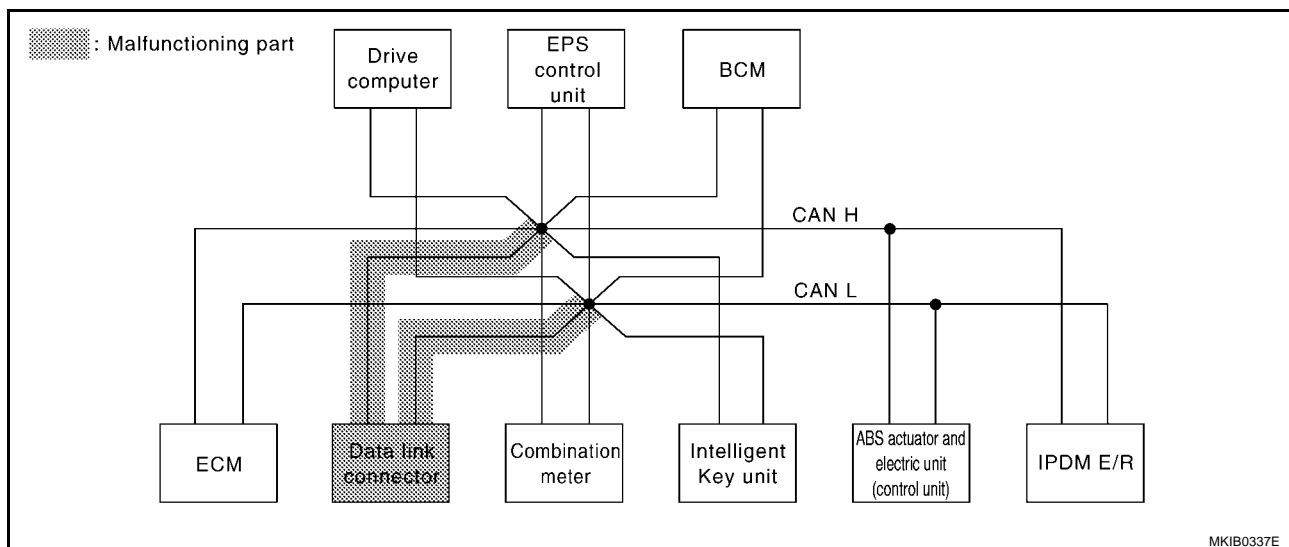 : Malfunctioning part
Drive
computer
EPS
control
unit
BCM
CAN H
CAN L
ECM
Data link
connector
Combination
meter
Intelligent
Key unit
ABS actuator and
electric unit
(control unit)
IPDM E/R
MKIB0337E